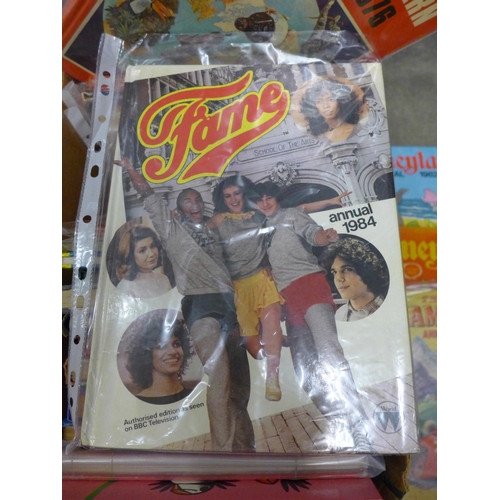 Fame
SCHOOL OF THE ARTS
annual
1984
Authorised edition as seen
on BBC Television
W